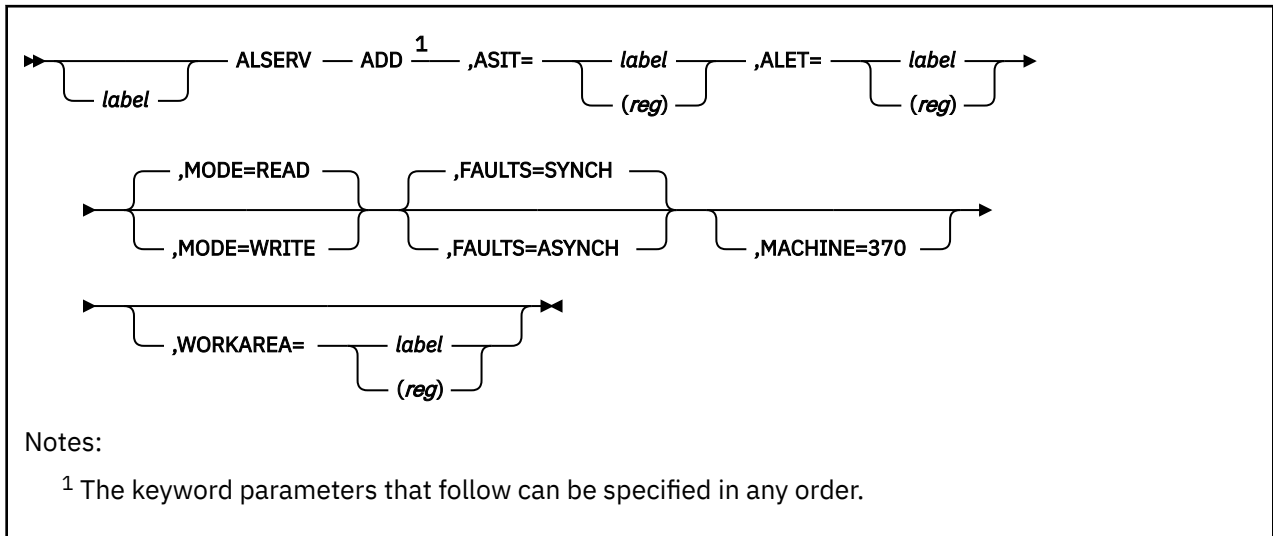 ALSERV ADD 1 ,ASIT= label ,ALET= label
label (reg) (reg)
,MODE=READ ,FAULTS=SYNCH
,MODE=WRITE ,FAULTS=ASYNCH ,MACHINE=370
,WORKAREA= label
(reg)
Notes:
1 The keyword parameters that follow can be specified in any order.